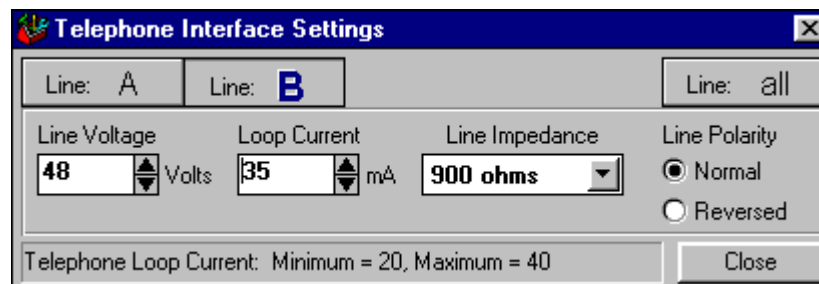 Telephone Interface Settings
Line: A Line: B Line: all
Line Voltage Loop Current Line Impedance Line Polarity
48 Volts 35 mA 900 ohms Normal
Reversed
Telephone Loop Current: Minimum = 20, Maximum = 40 Close